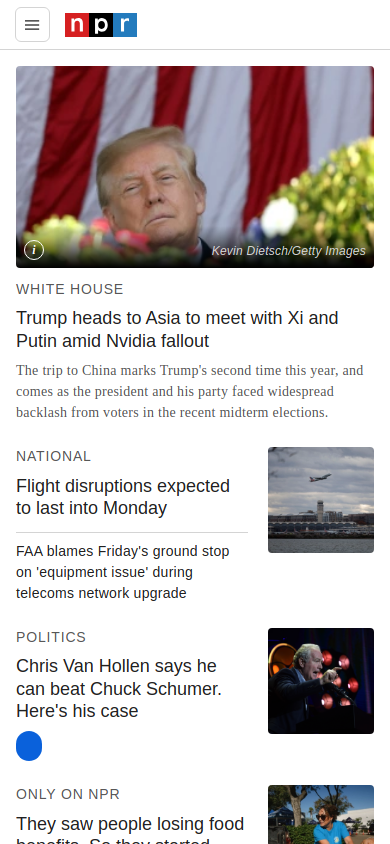 npr
i
Kevin Dietsch/Getty Images
WHITE HOUSE
Trump heads to Asia to meet with Xi and
Putin amid Nvidia fallout
The trip to China marks Trump's second time this year, and
comes as the president and his party faced widespread
backlash from voters in the recent midterm elections.
NATIONAL
Flight disruptions expected
to last into Monday
FAA blames Friday's ground stop
on 'equipment issue' during
telecoms network upgrade
POLITICS
Chris Van Hollen says he
can beat Chuck Schumer.
Here's his case
ONLY ON NPR
They saw people losing food
benefits. So they started